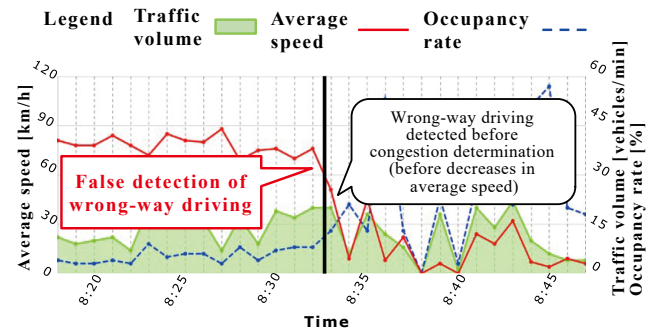 Legend
Traffic volume
Average speed
Occupancy rate
120
90
60
30
0
Average speed [km/h]
False detection of
wrong-way driving
Wrong-way driving
detected before
congestion determination
(before decreases in
average speed)
60
45
30
15
0
Traffic volume [vehicles/min]
Occupancy rate [%]
8:20
8:25
8:30
8:35
8:40
8:45
Time